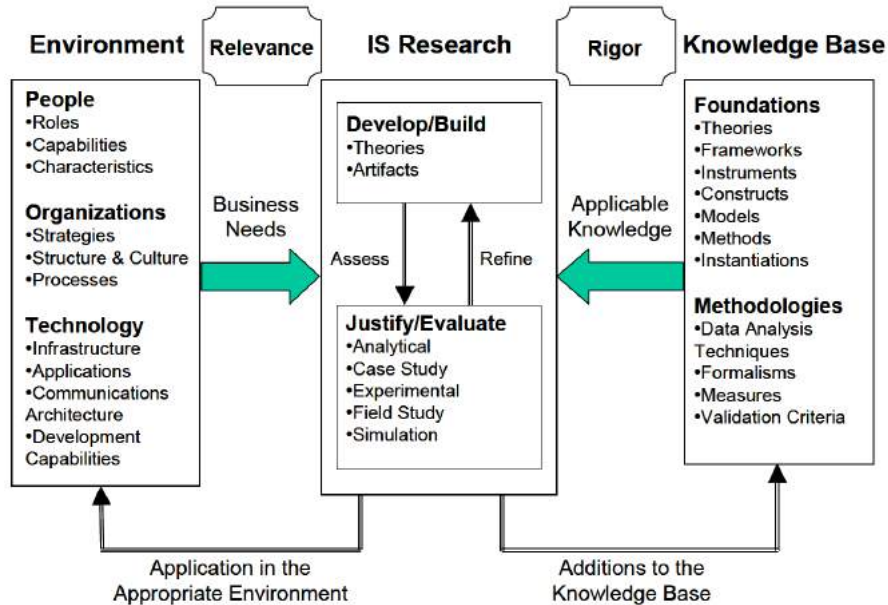 Environment
Relevance
IS Research
Rigor
Knowledge Base
People
•Roles
•Capabilities
•Characteristics
Organizations
•Strategies
•Structure & Culture
•Processes
Technology
•Infrastructure
•Applications
•Communications
Architecture
•Development
Capabilities
Business
Needs
Develop/Build
•Theories
•Artifacts
Assess
Refine
Justify/Evaluate
•Analytical
•Case Study
•Experimental
•Field Study
•Simulation
Applicable
Knowledge
Foundations
•Theories
•Frameworks
•Instruments
•Constructs
•Models
•Methods
•Instantiations
Methodologies
•Data Analysis
Techniques
•Formalisms
•Measures
•Validation Criteria
Application in the
Appropriate Environment
Additions to the
Knowledge Base